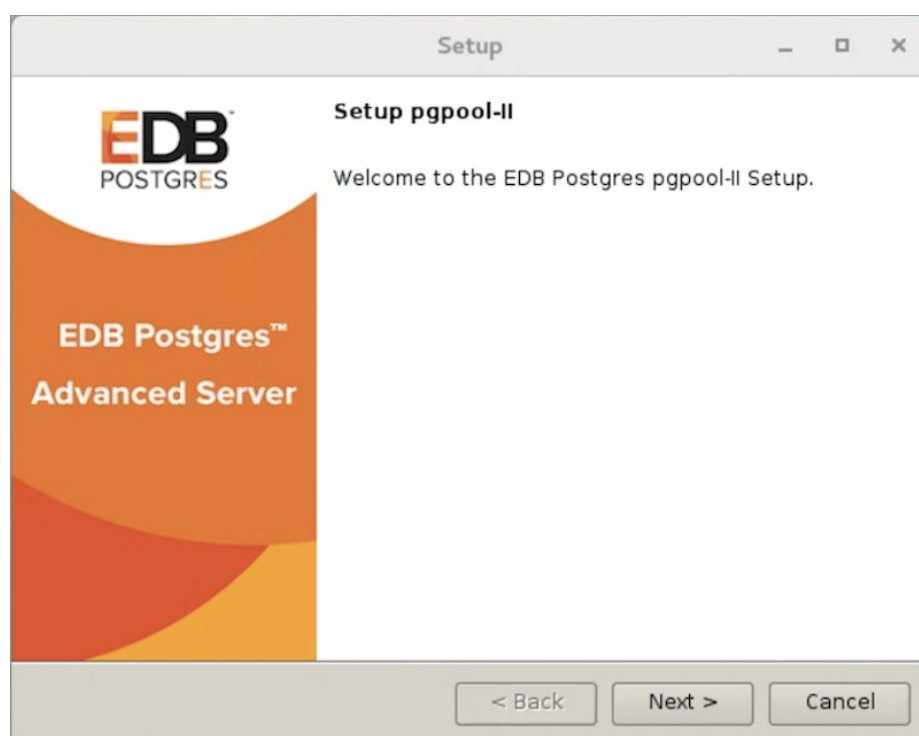 Setup
EDB™
POSTGRES
EDB Postgres™
Advanced Server
Setup pgpool-II
Welcome to the EDB Postgres pgpool-II Setup.
< Back
Next >
Cancel